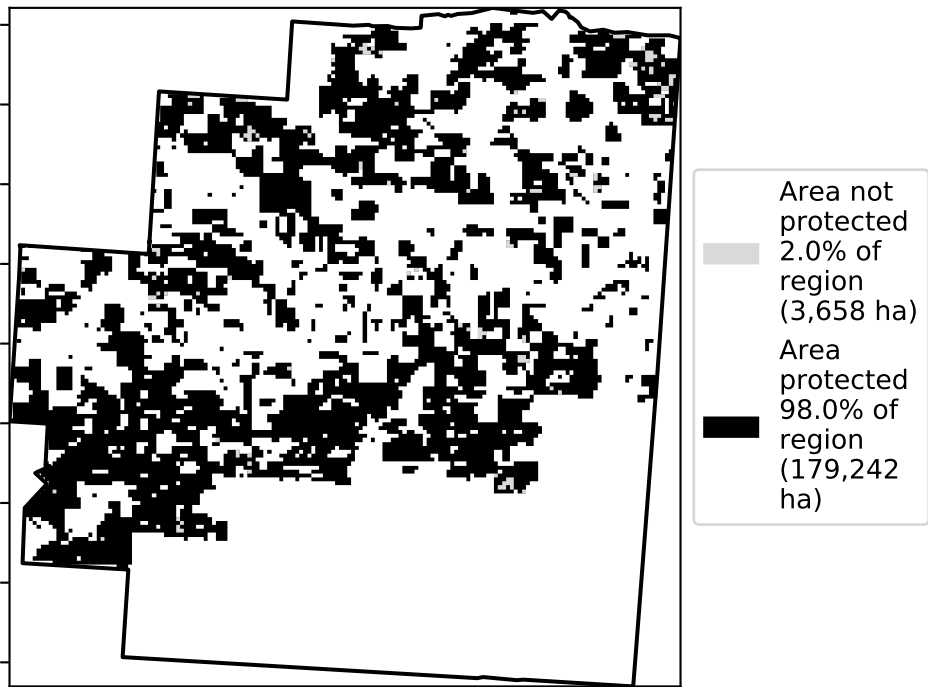 Area not
protected
2.0% of
region
(3,658 ha)
Area
protected
98.0% of
region
(179,242
ha)